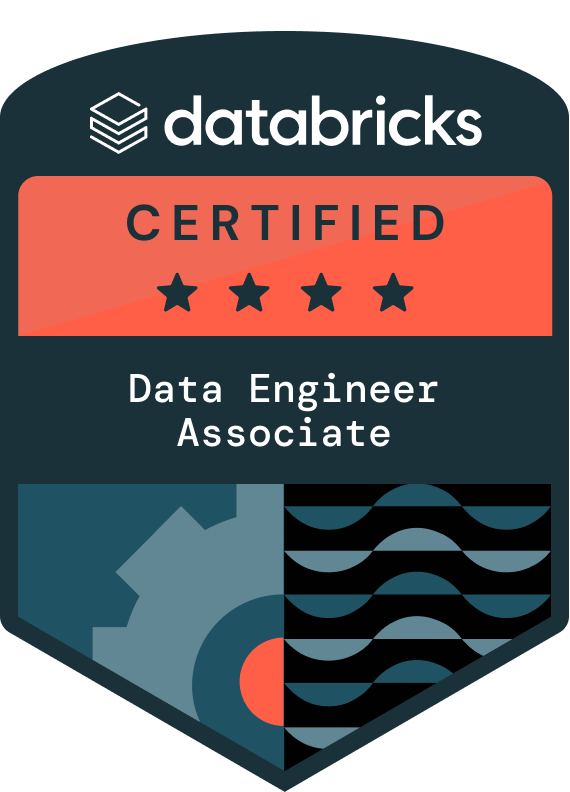 databricks
CERTIFIED
Data Engineer
Associate